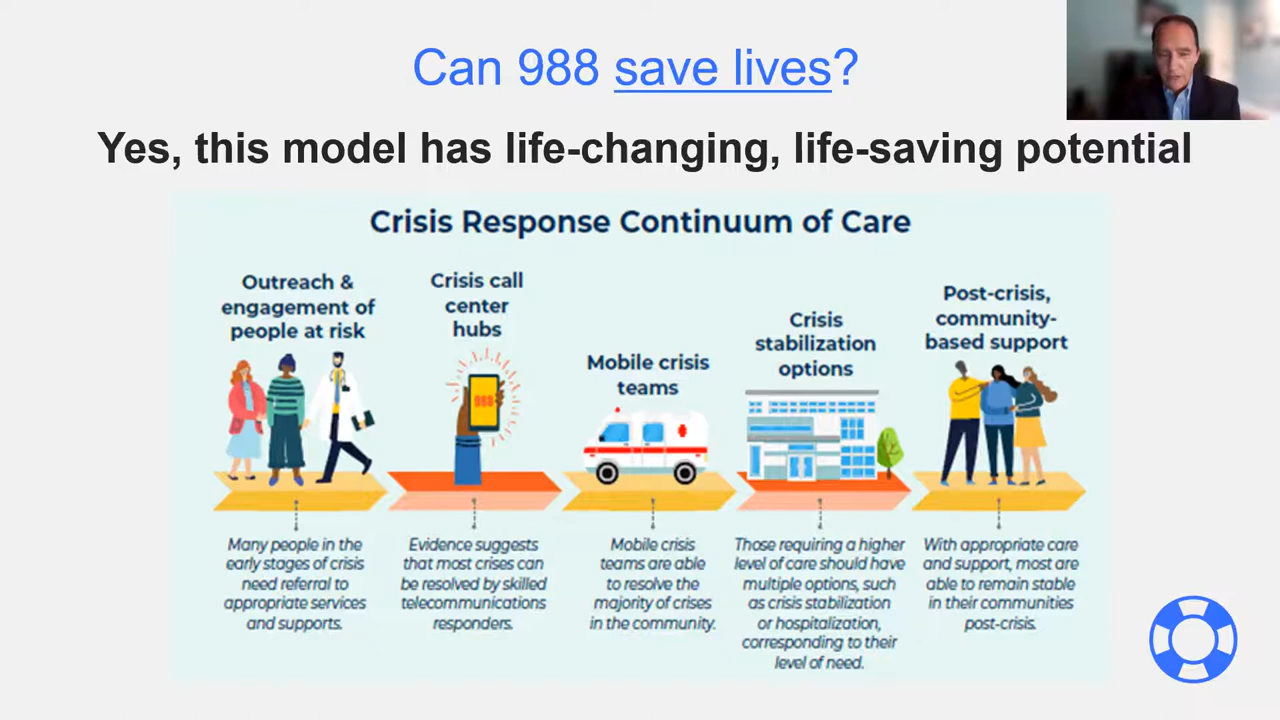 Can 988 save lives?
Yes, this model has life-changing, life-saving potential
Crisis Response Continuum of Care
Outreach &
engagement of
people at risk
Crisis call
center
hubs
Mobile crisis
teams
Crisis
stabilization
options
Post-crisis,
community-
based support
988
Many people in the
early stages of crisis
need referral to
appropriate services
and supports.
Evidence suggests
that most crises can
be resolved by skilled
telecommunications
responders.
Mobile crisis
teams are able
to resolve the
majority of crises
in the community.
Those requiring a higher
level of care should have
multiple options, such
as crisis stabilization
or hospitalization,
corresponding to their
level of need.
With appropriate care
and support, most are
able to remain stable
in their communities
post-crisis.